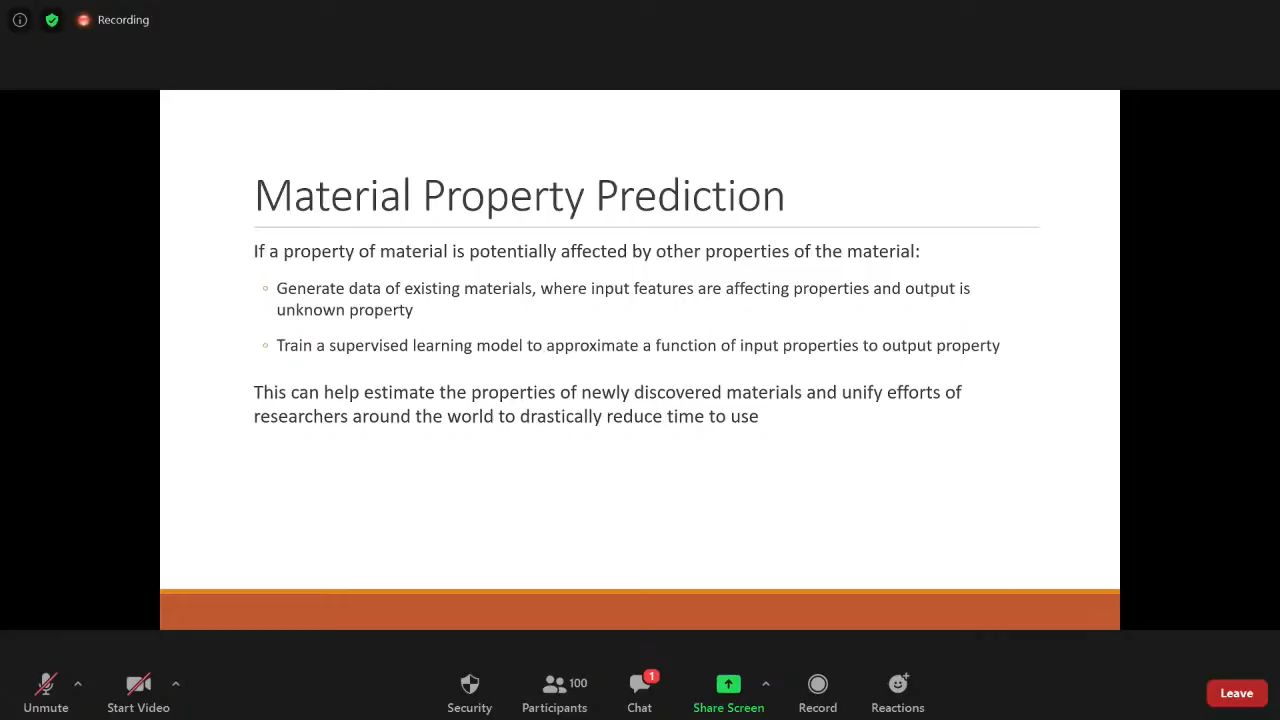 Recording
Material Property Prediction
If a property of material is potentially affected by other properties of the material:
◦ Generate data of existing materials, where input features are affecting properties and output is
unknown property
◦ Train a supervised learning model to approximate a function of input properties to output property
This can help estimate the properties of newly discovered materials and unify efforts of
researchers around the world to drastically reduce time to use
Unmute
Start Video
Security
Participants 100
Chat 1
Share Screen
Record
Reactions
Leave